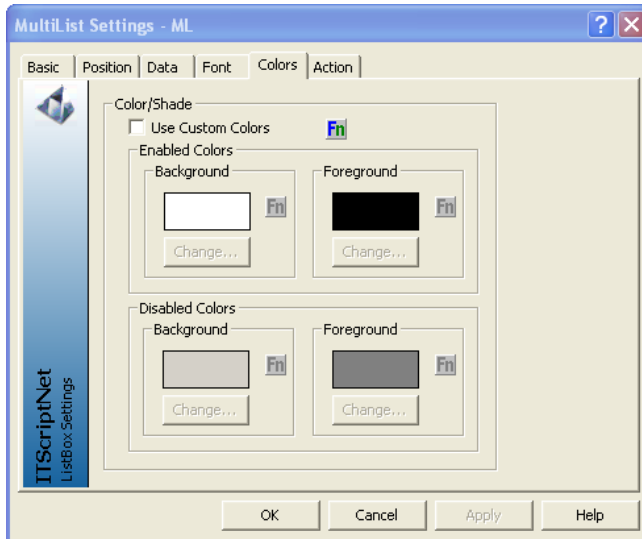 MultiList Settings - ML
Basic Position Data Font Colors Action
Color/Shade
Use Custom Colors Fn
Enabled Colors
Background Foreground
Fn Fn
Change... Change...
Disabled Colors
Background Foreground
Fn Fn
Change... Change...
ITScriptNet
ListBox Settings
OK Cancel Apply Help